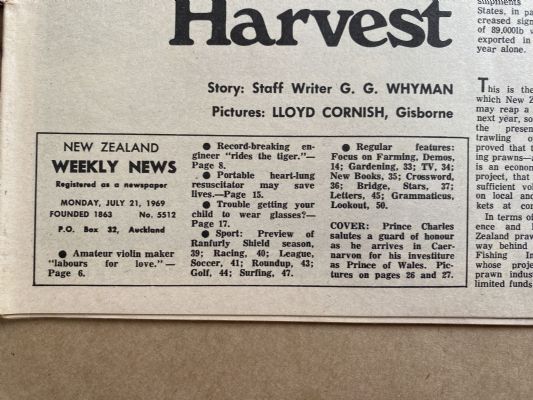 Harvest
Story: Staff Writer G. G. WHYMAN
Pictures: LLOYD CORNISH, Gisborne
NEW ZEALAND
WEEKLY NEWS
Registered as a newspaper
MONDAY, JULY 21, 1969
FOUNDED 1863 No. 5512
P.O. Box 32, Auckland
● Amateur violin maker
"labours for love."—
Page 6.
● Record-breaking en-
gineer "rides the tiger."—
Page 8.
● Portable heart-lung
resuscitator may save
lives.—Page 15.
● Trouble getting your
child to wear glasses?—
Page 17.
● Sport: Preview of
Ranfurly Shield season,
39; Racing, 40; League,
Soccer, 41; Roundup, 43;
Golf, 44; Surfing, 47.
● Regular features:
Focus on Farming, Demos,
14; Gardening, 33; TV, 34;
New Books, 35; Crossword,
36; Bridge, Stars, 37;
Letters, 45; Grammaticus,
Lookout, 50.
COVER: Prince Charles
salutes a guard of honour
as he arrives in Caer-
narvon for his investiture
as Prince of Wales. Pic-
tures on pages 26 and 27.
shipments
States, in pa
creased sign
of 89,000lb w
exported in
year alone.
This is the
which New Z
may reap a
next year, so
the presen
trawling o
proved that t
ing prawns—a
is an econom
project, that
sufficient vol
on local and
kets at con
In terms of
ence and
Zealand praw
way behind
Fishing In
whose proje
prawn indus
limited funds